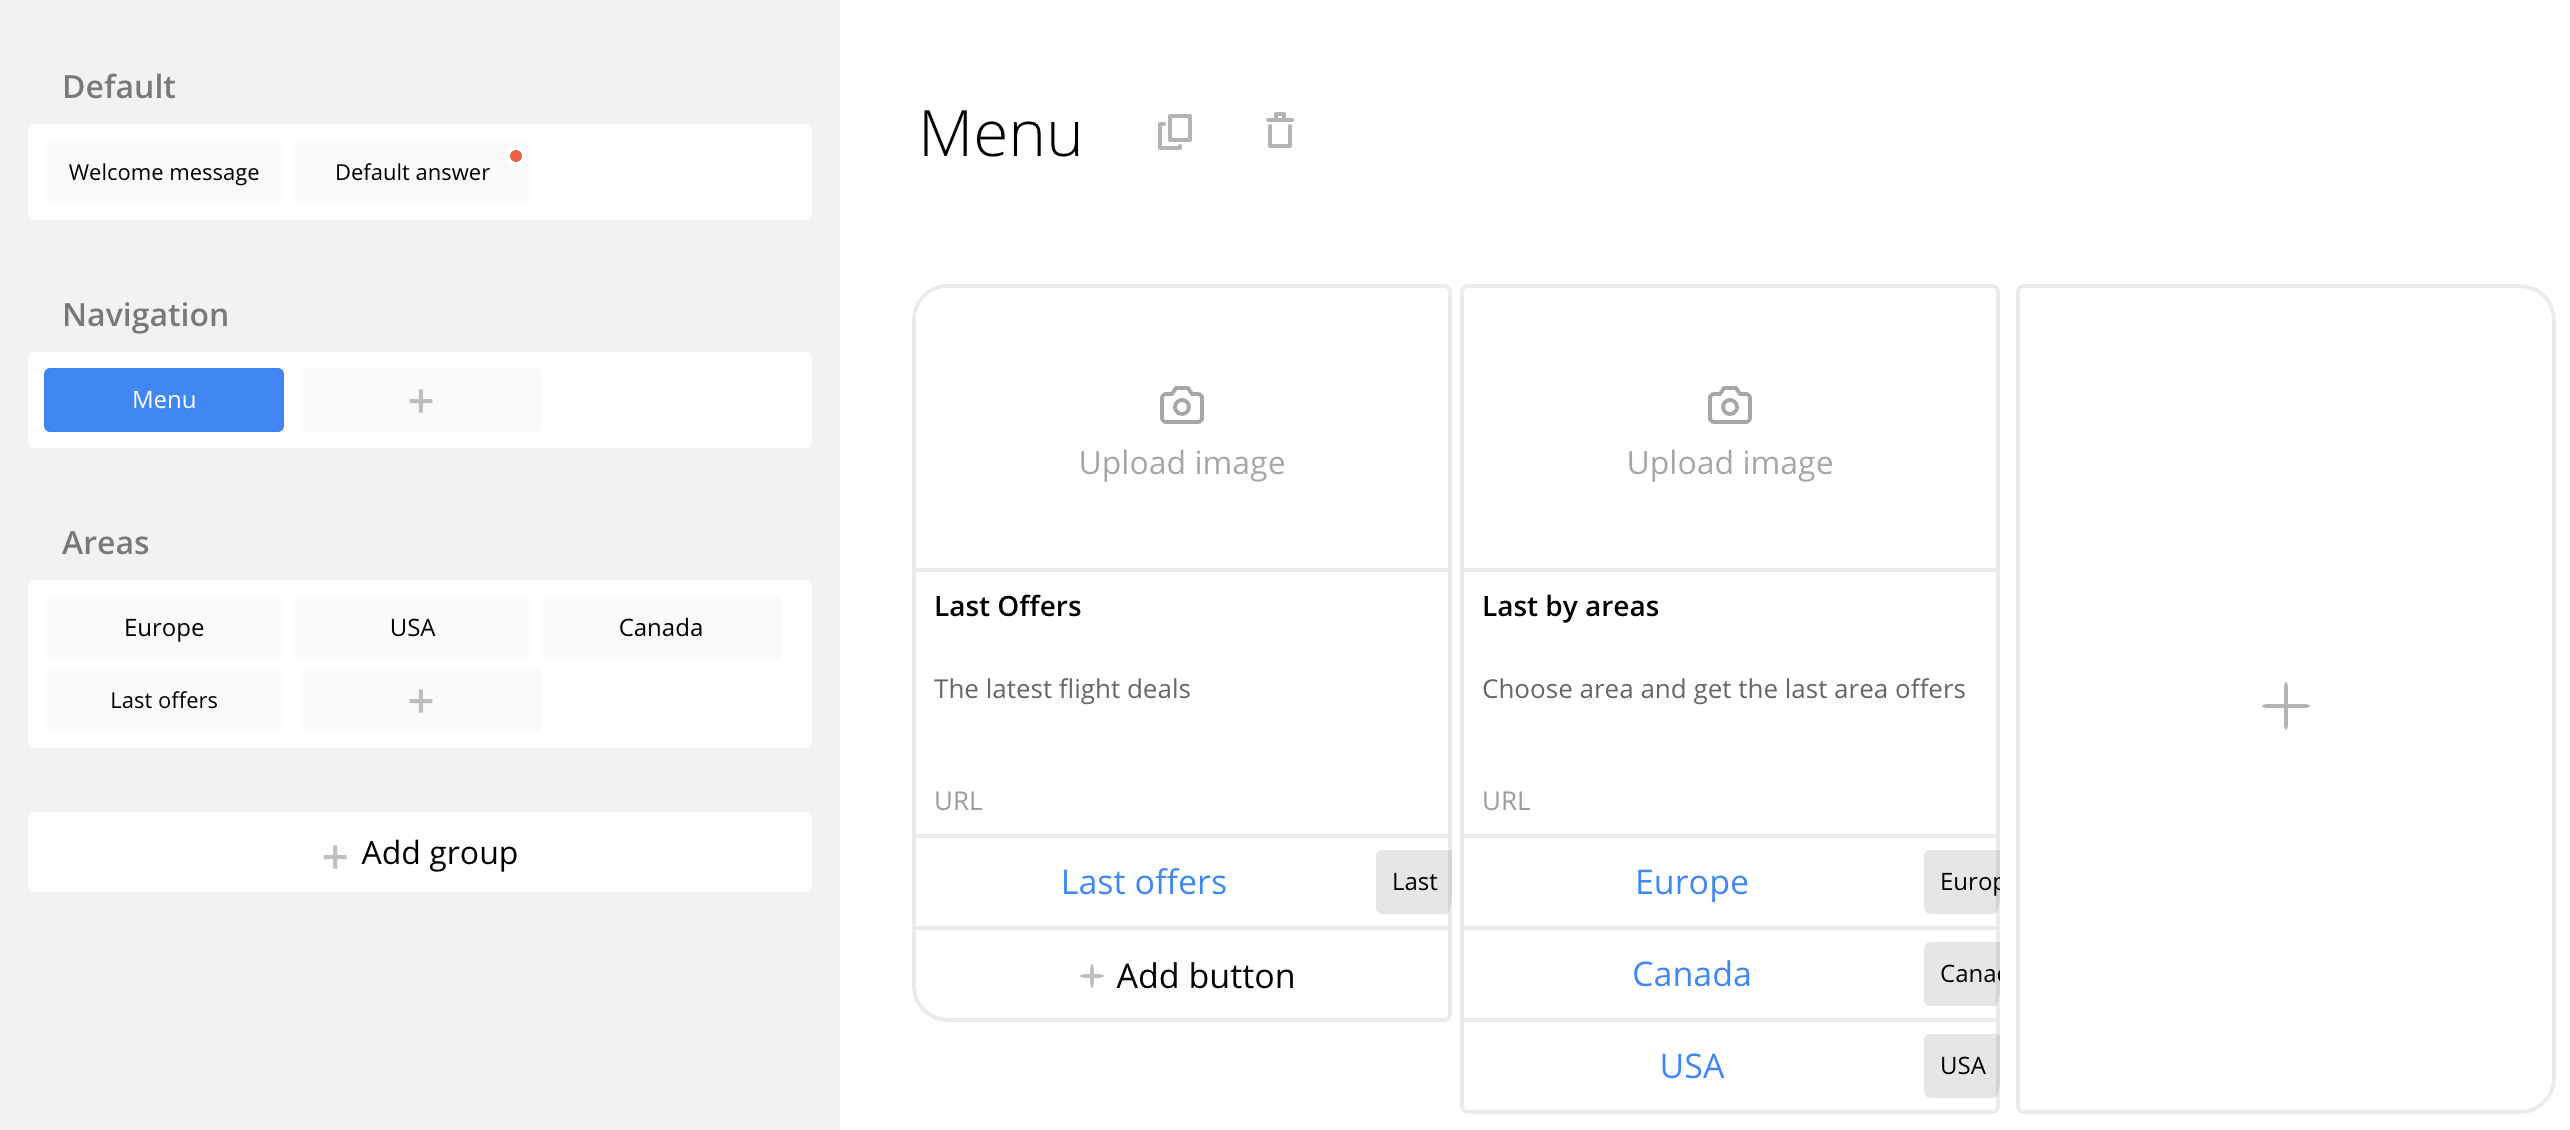 Default
Welcome message
Default answer
Navigation
Menu
Areas
Europe
USA
Canada
Last offers
Add group
Menu
Upload image
Last Offers
The latest flight deals
URL
Last offers
Last
Add button
Upload image
Last by areas
Choose area and get the last area offers
URL
Europe
Europ
Canada
Canad
USA
USA